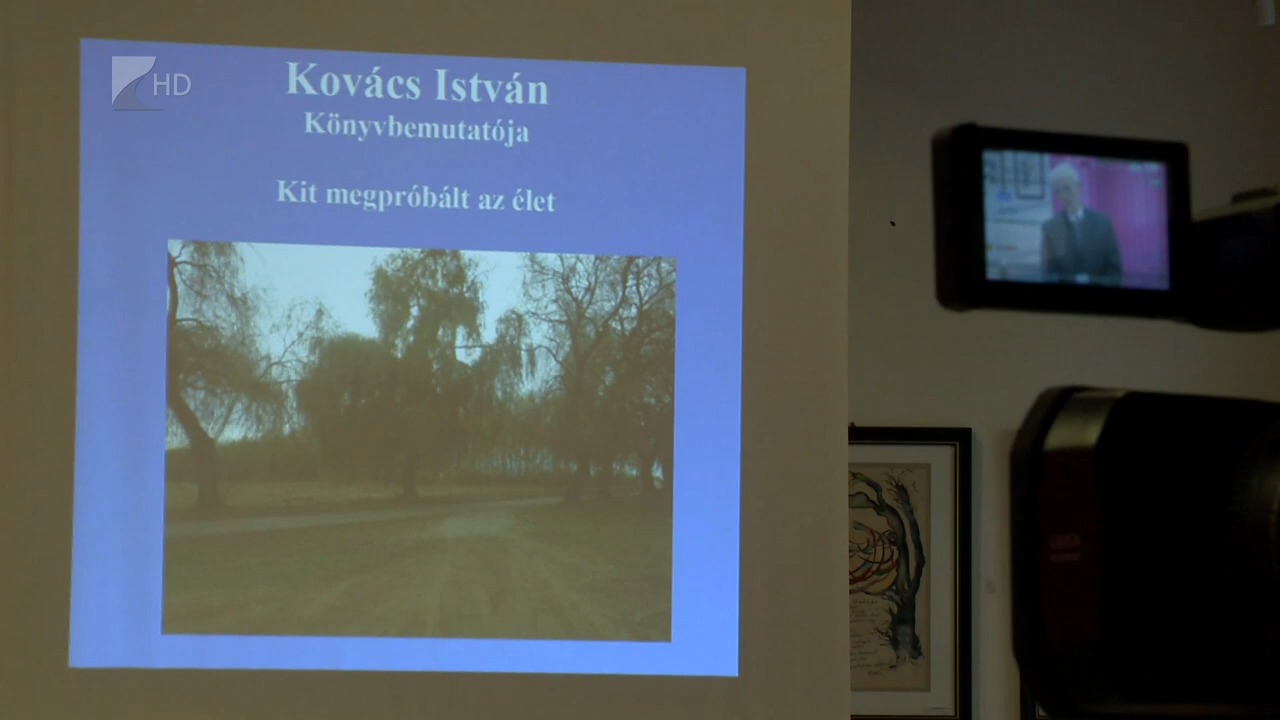 HD
Kovács István
Könyvbemutatója
Kit megpróbált az élet